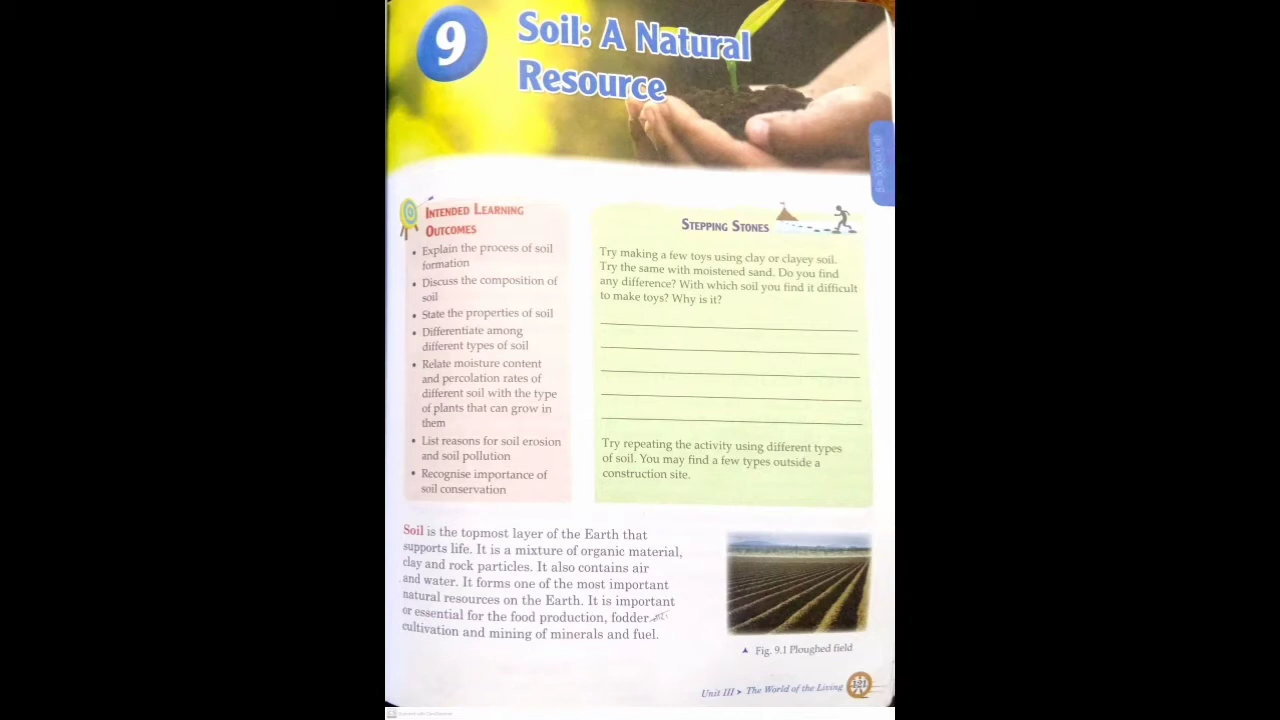 9
Soil: A Natural
Resource
INTENDED LEARNING
OUTCOMES
• Explain the process of soil
formation
• Discuss the composition of
soil
• State the properties of soil
• Differentiate among
different types of soil
• Relate moisture content
and percolation rates of
different soil with the type
of plants that can grow in
them
• List reasons for soil erosion
and soil pollution
• Recognise importance of
soil conservation
STEPPING STONES
Try making a few toys using clay or clayey soil.
Try the same with moistened sand. Do you find
any difference? With which soil you find it difficult
to make toys? Why is it?
Try repeating the activity using different types
of soil. You may find a few types outside a
construction site.
Soil is the topmost layer of the Earth that
supports life. It is a mixture of organic material,
clay and rock particles. It also contains air
and water. It forms one of the most important
natural resources on the Earth. It is important
or essential for the food production, fodder
cultivation and mining of minerals and fuel.
▲ Fig. 9.1 Ploughed field
Unit III ➤ The World of the Living
121
Scanned with CamScanner